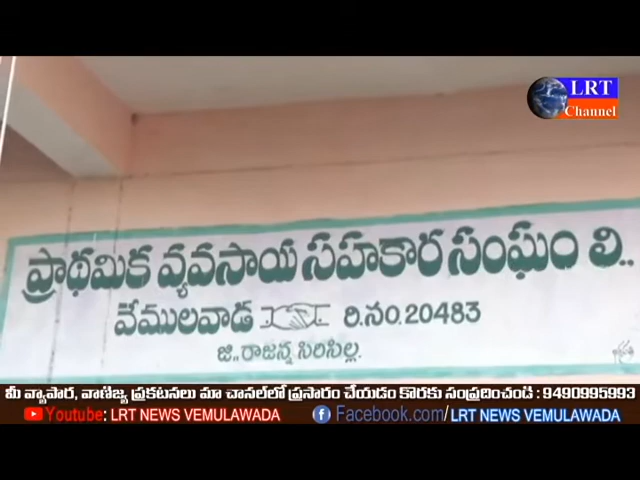 LRT
Channel
ప్రాథమిక వ్యవసాయ సహకార సంఘం లి..
వేములవాడ రి.నం.20483
జి,, రాజన్న సిరిసిల్ల.
మీ వ్యాపార, వాణిజ్య ప్రకటనలు మా చానల్‌లో ప్రసారం చేయడం కొరకు సంప్రదించండి : 9490995993
Youtube: LRT NEWS VEMULAWADA Facebook.com/LRT NEWS VEMULAWADA